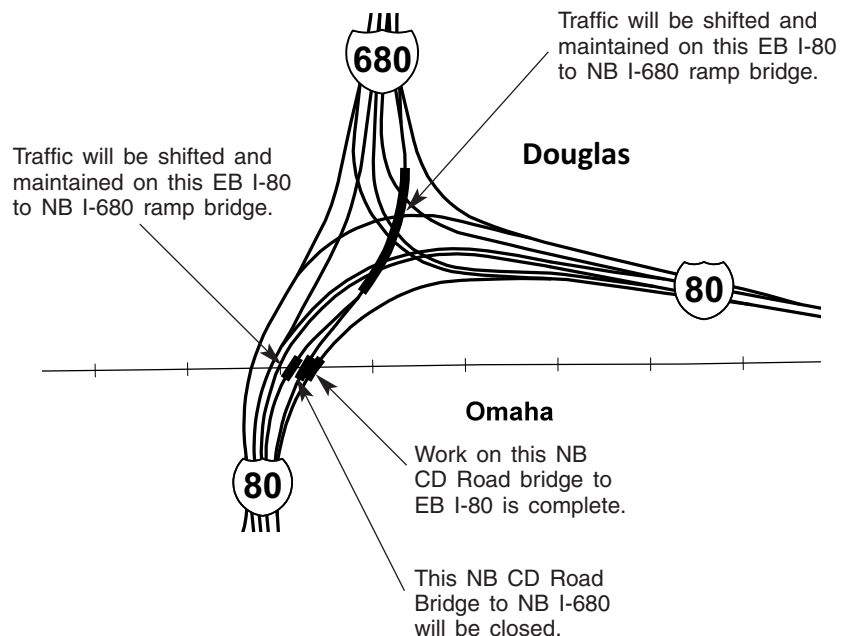 Traffic will be shifted and
maintained on this EB I-80
to NB I-680 ramp bridge.
680
Douglas
Traffic will be shifted and
maintained on this EB I-80
to NB I-680 ramp bridge.
80
Omaha
Work on this NB
CD Road bridge to
EB I-80 is complete.
80
This NB CD Road
Bridge to NB I-680
will be closed.